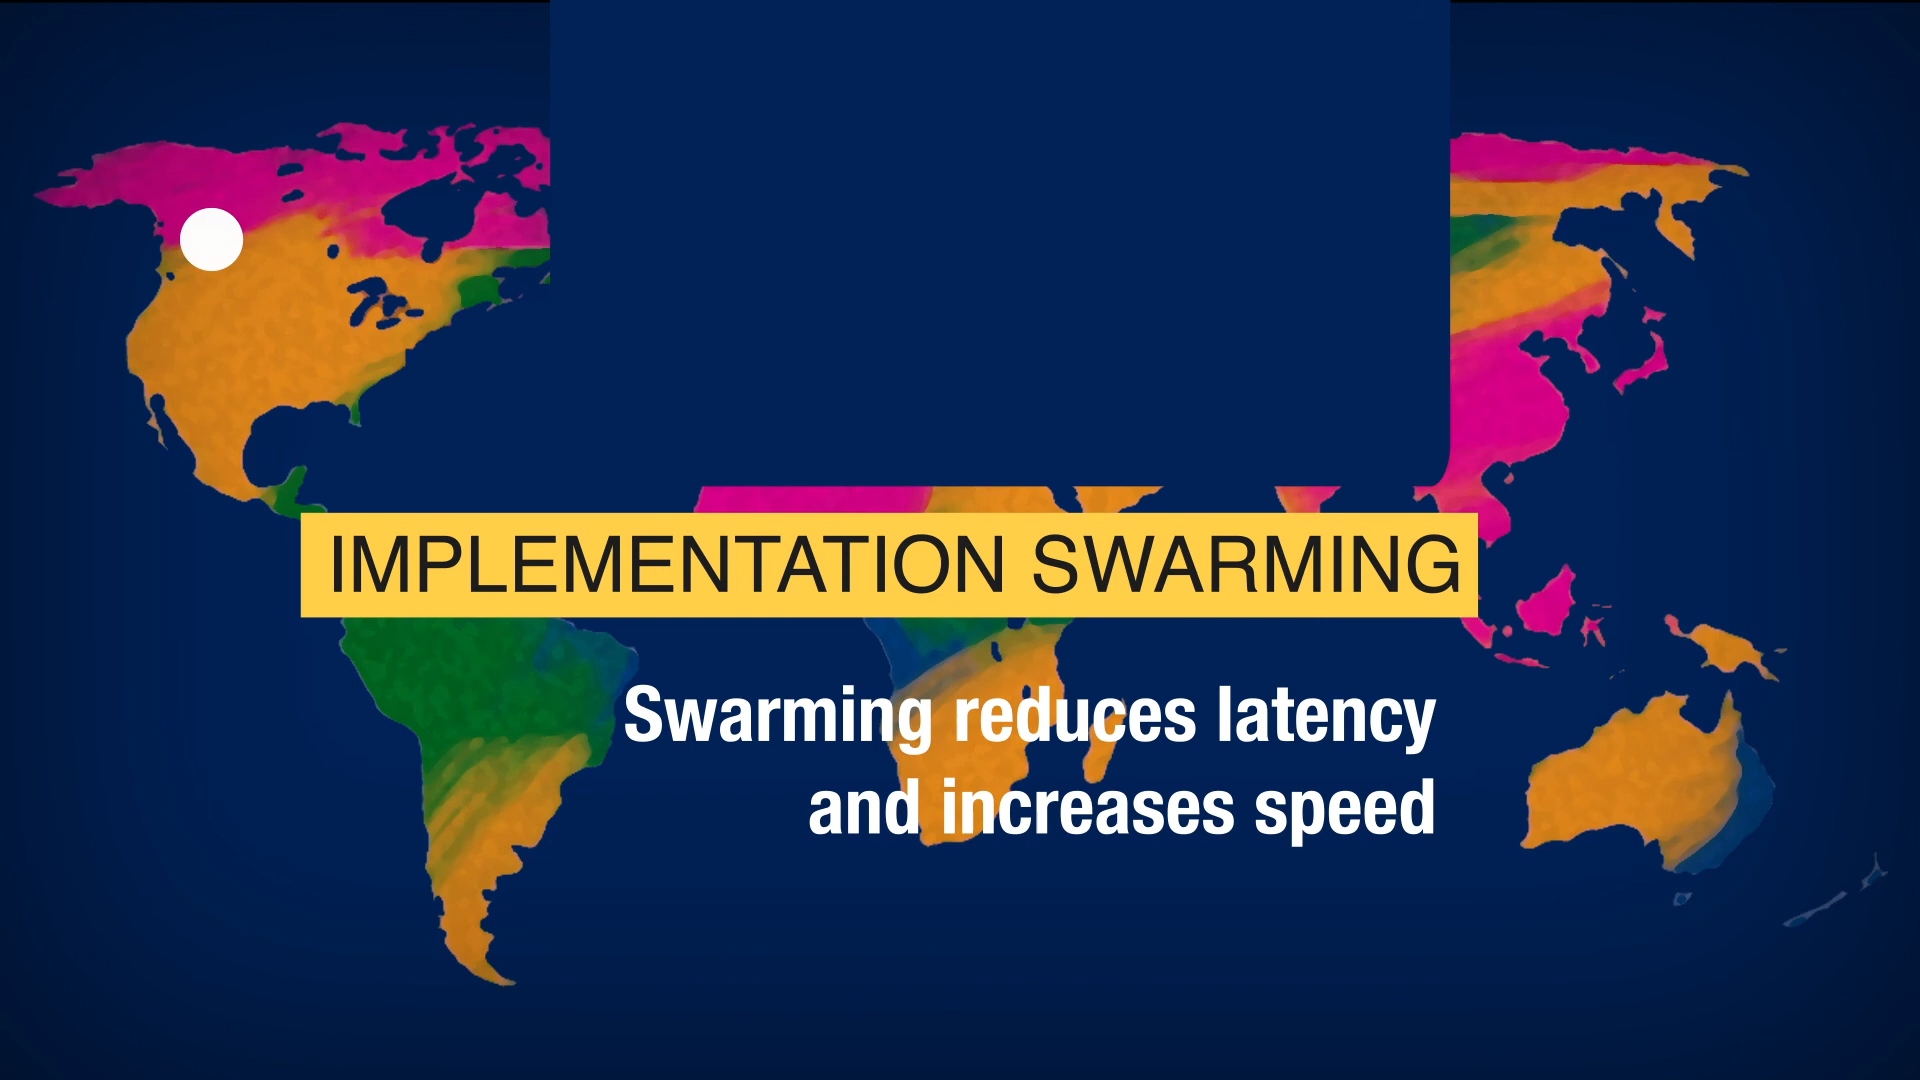 IMPLEMENTATION SWARMING
Swarming reduces latency
and increases speed